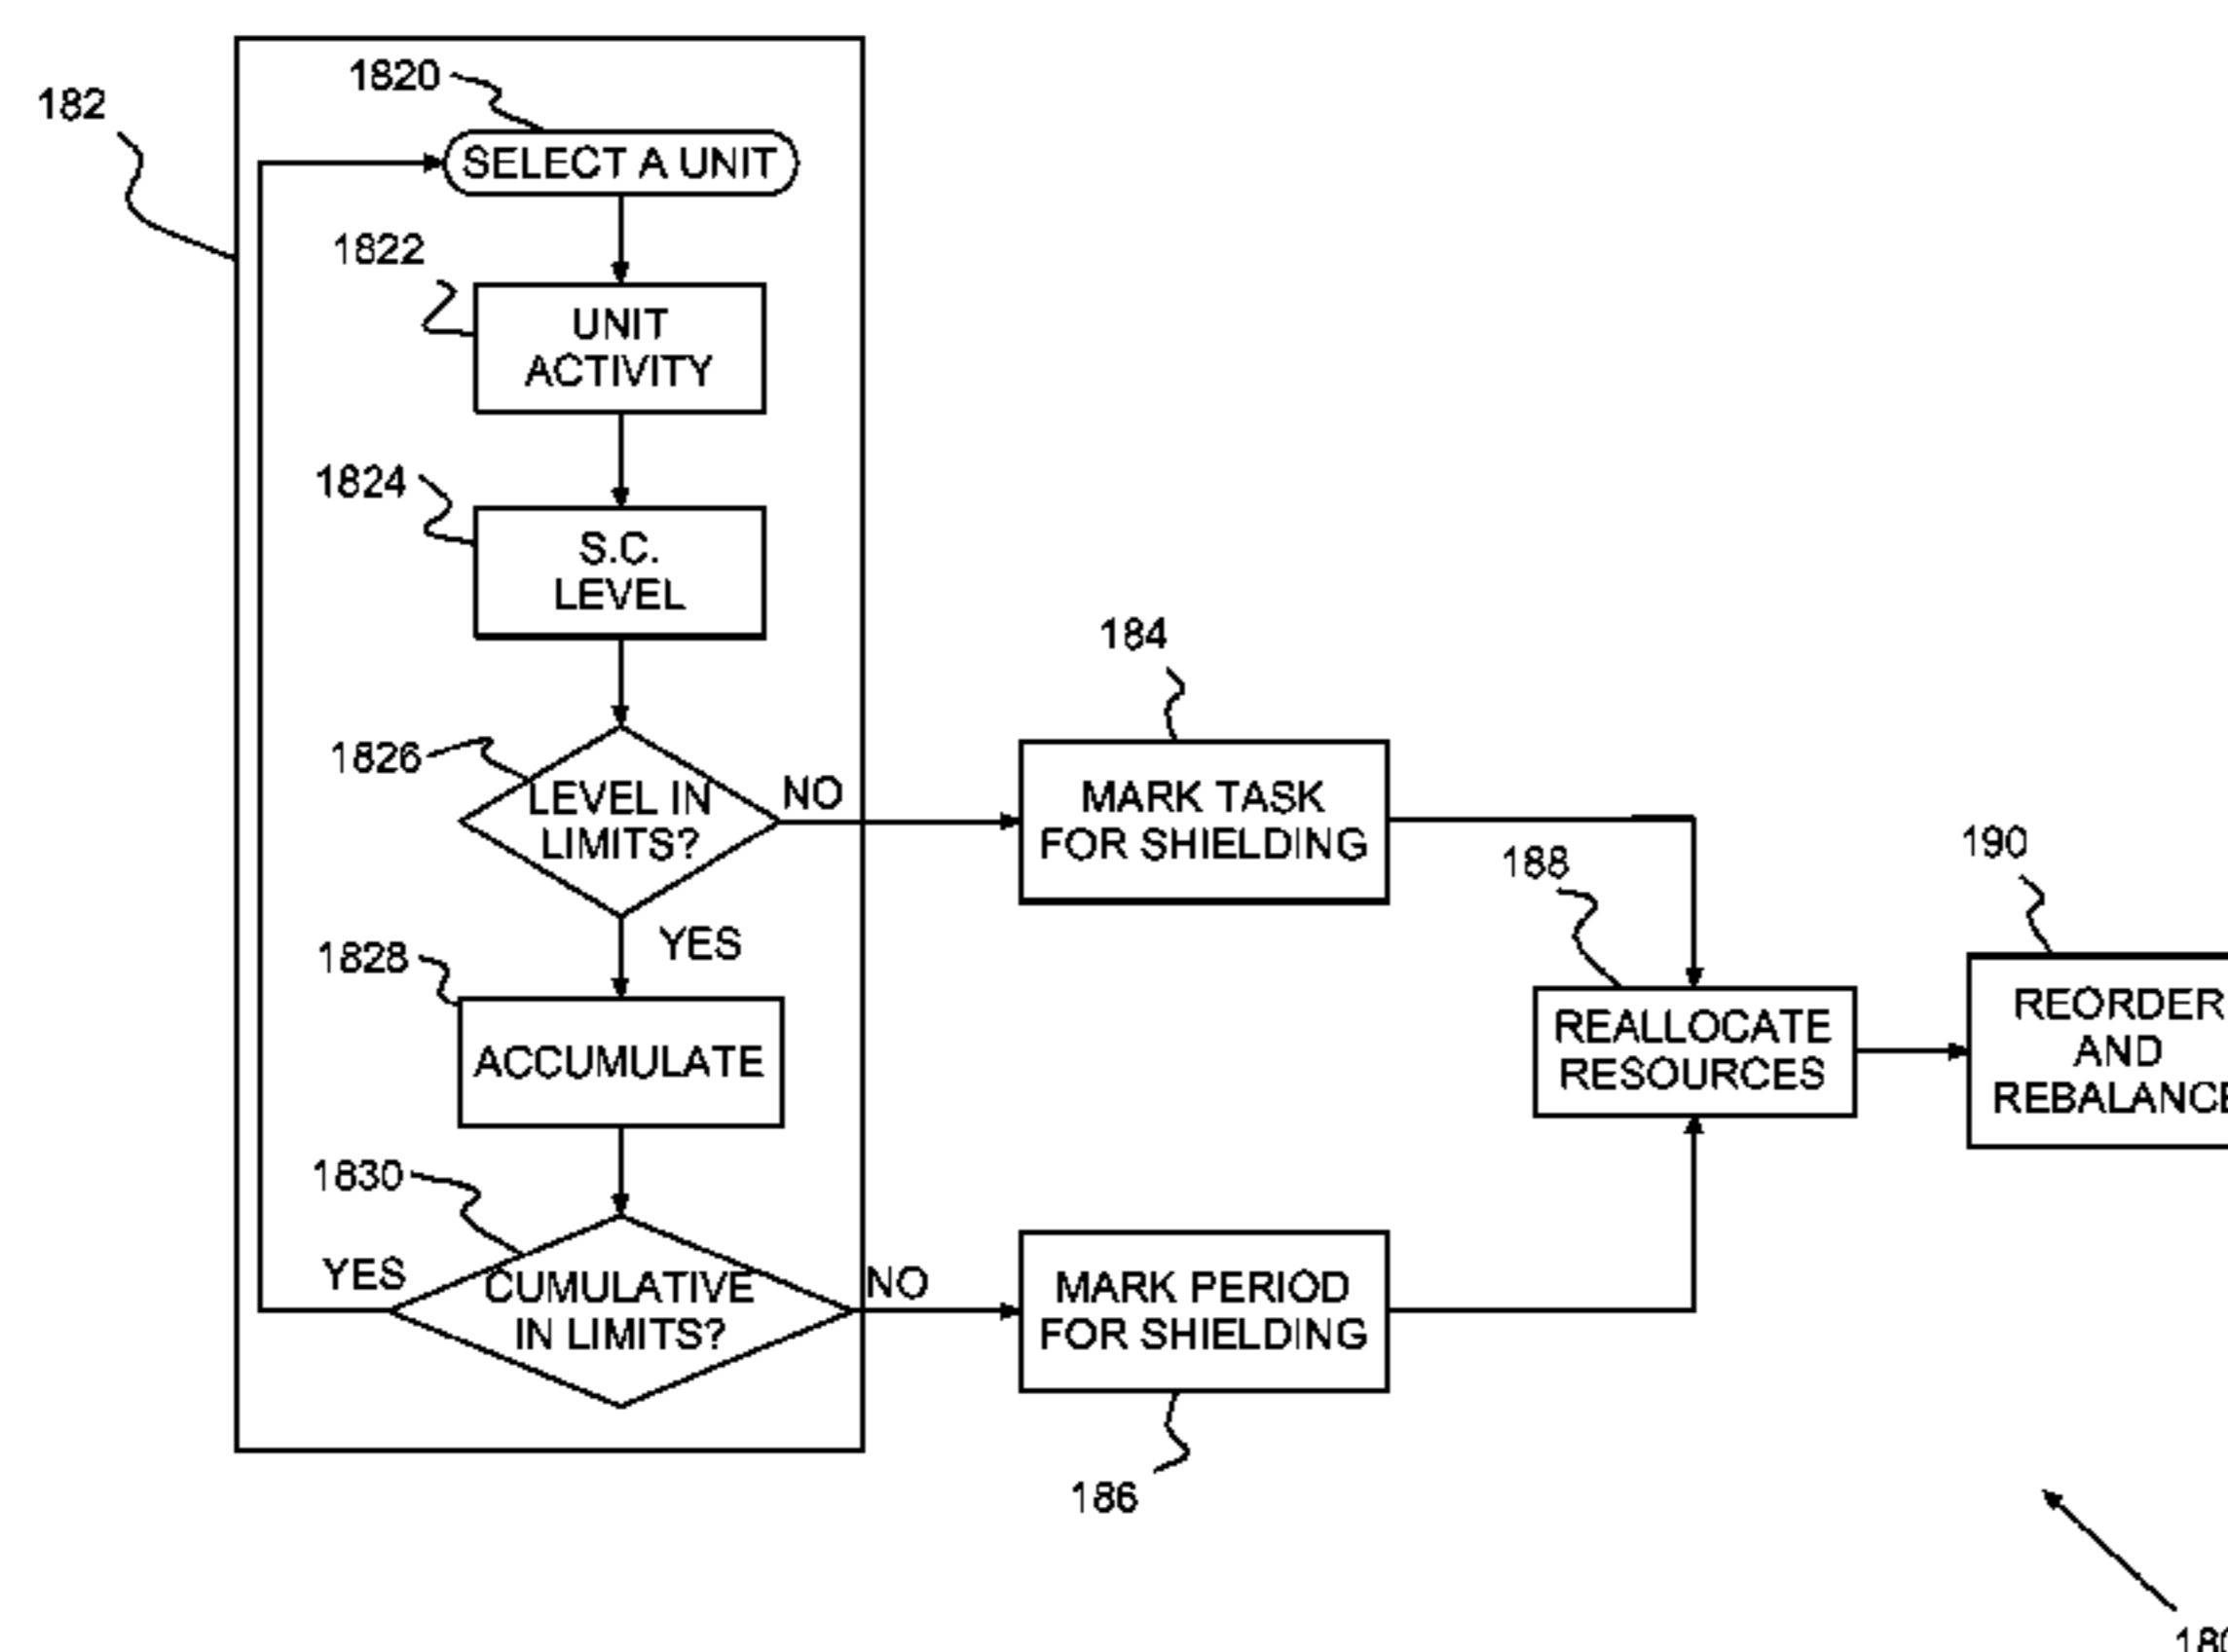 1820
182
SELECT A UNIT
1822
UNIT
ACTIVITY
1824
S.C.
LEVEL
184
1826
LEVEL IN
LIMITS?
NO
MARK TASK
FOR SHIELDING
188
190
YES
1828
ACCUMULATE
REALLOCATE
RESOURCES
REORDER
AND
REBALANCE
1830
YES
CUMULATIVE
IN LIMITS?
NO
MARK PERIOD
FOR SHIELDING
186